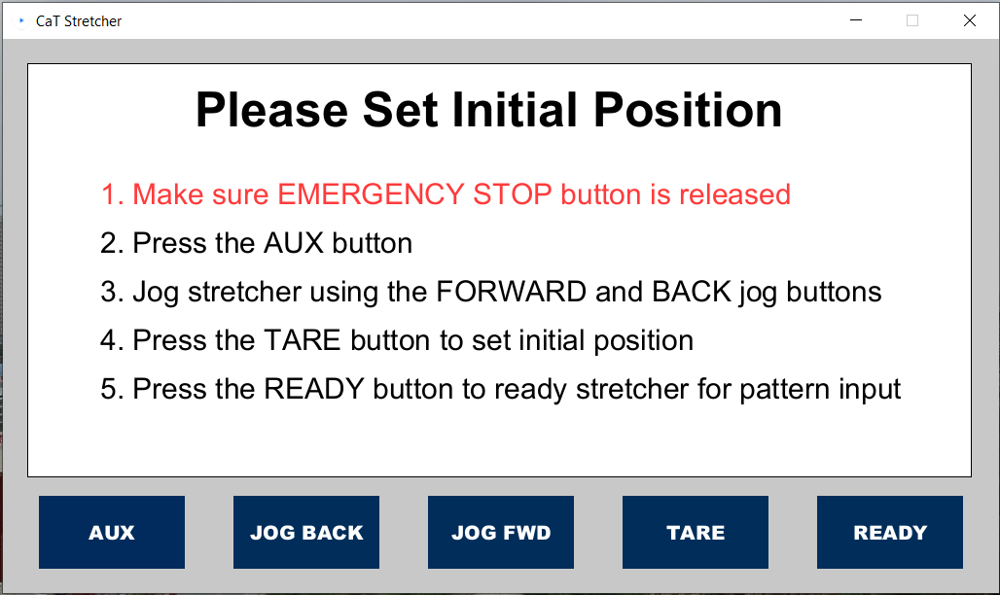 CaT Stretcher
Please Set Initial Position
1. Make sure EMERGENCY STOP button is released
2. Press the AUX button
3. Jog stretcher using the FORWARD and BACK jog buttons
4. Press the TARE button to set initial position
5. Press the READY button to ready stretcher for pattern input
AUX
JOG BACK
JOG FWD
TARE
READY